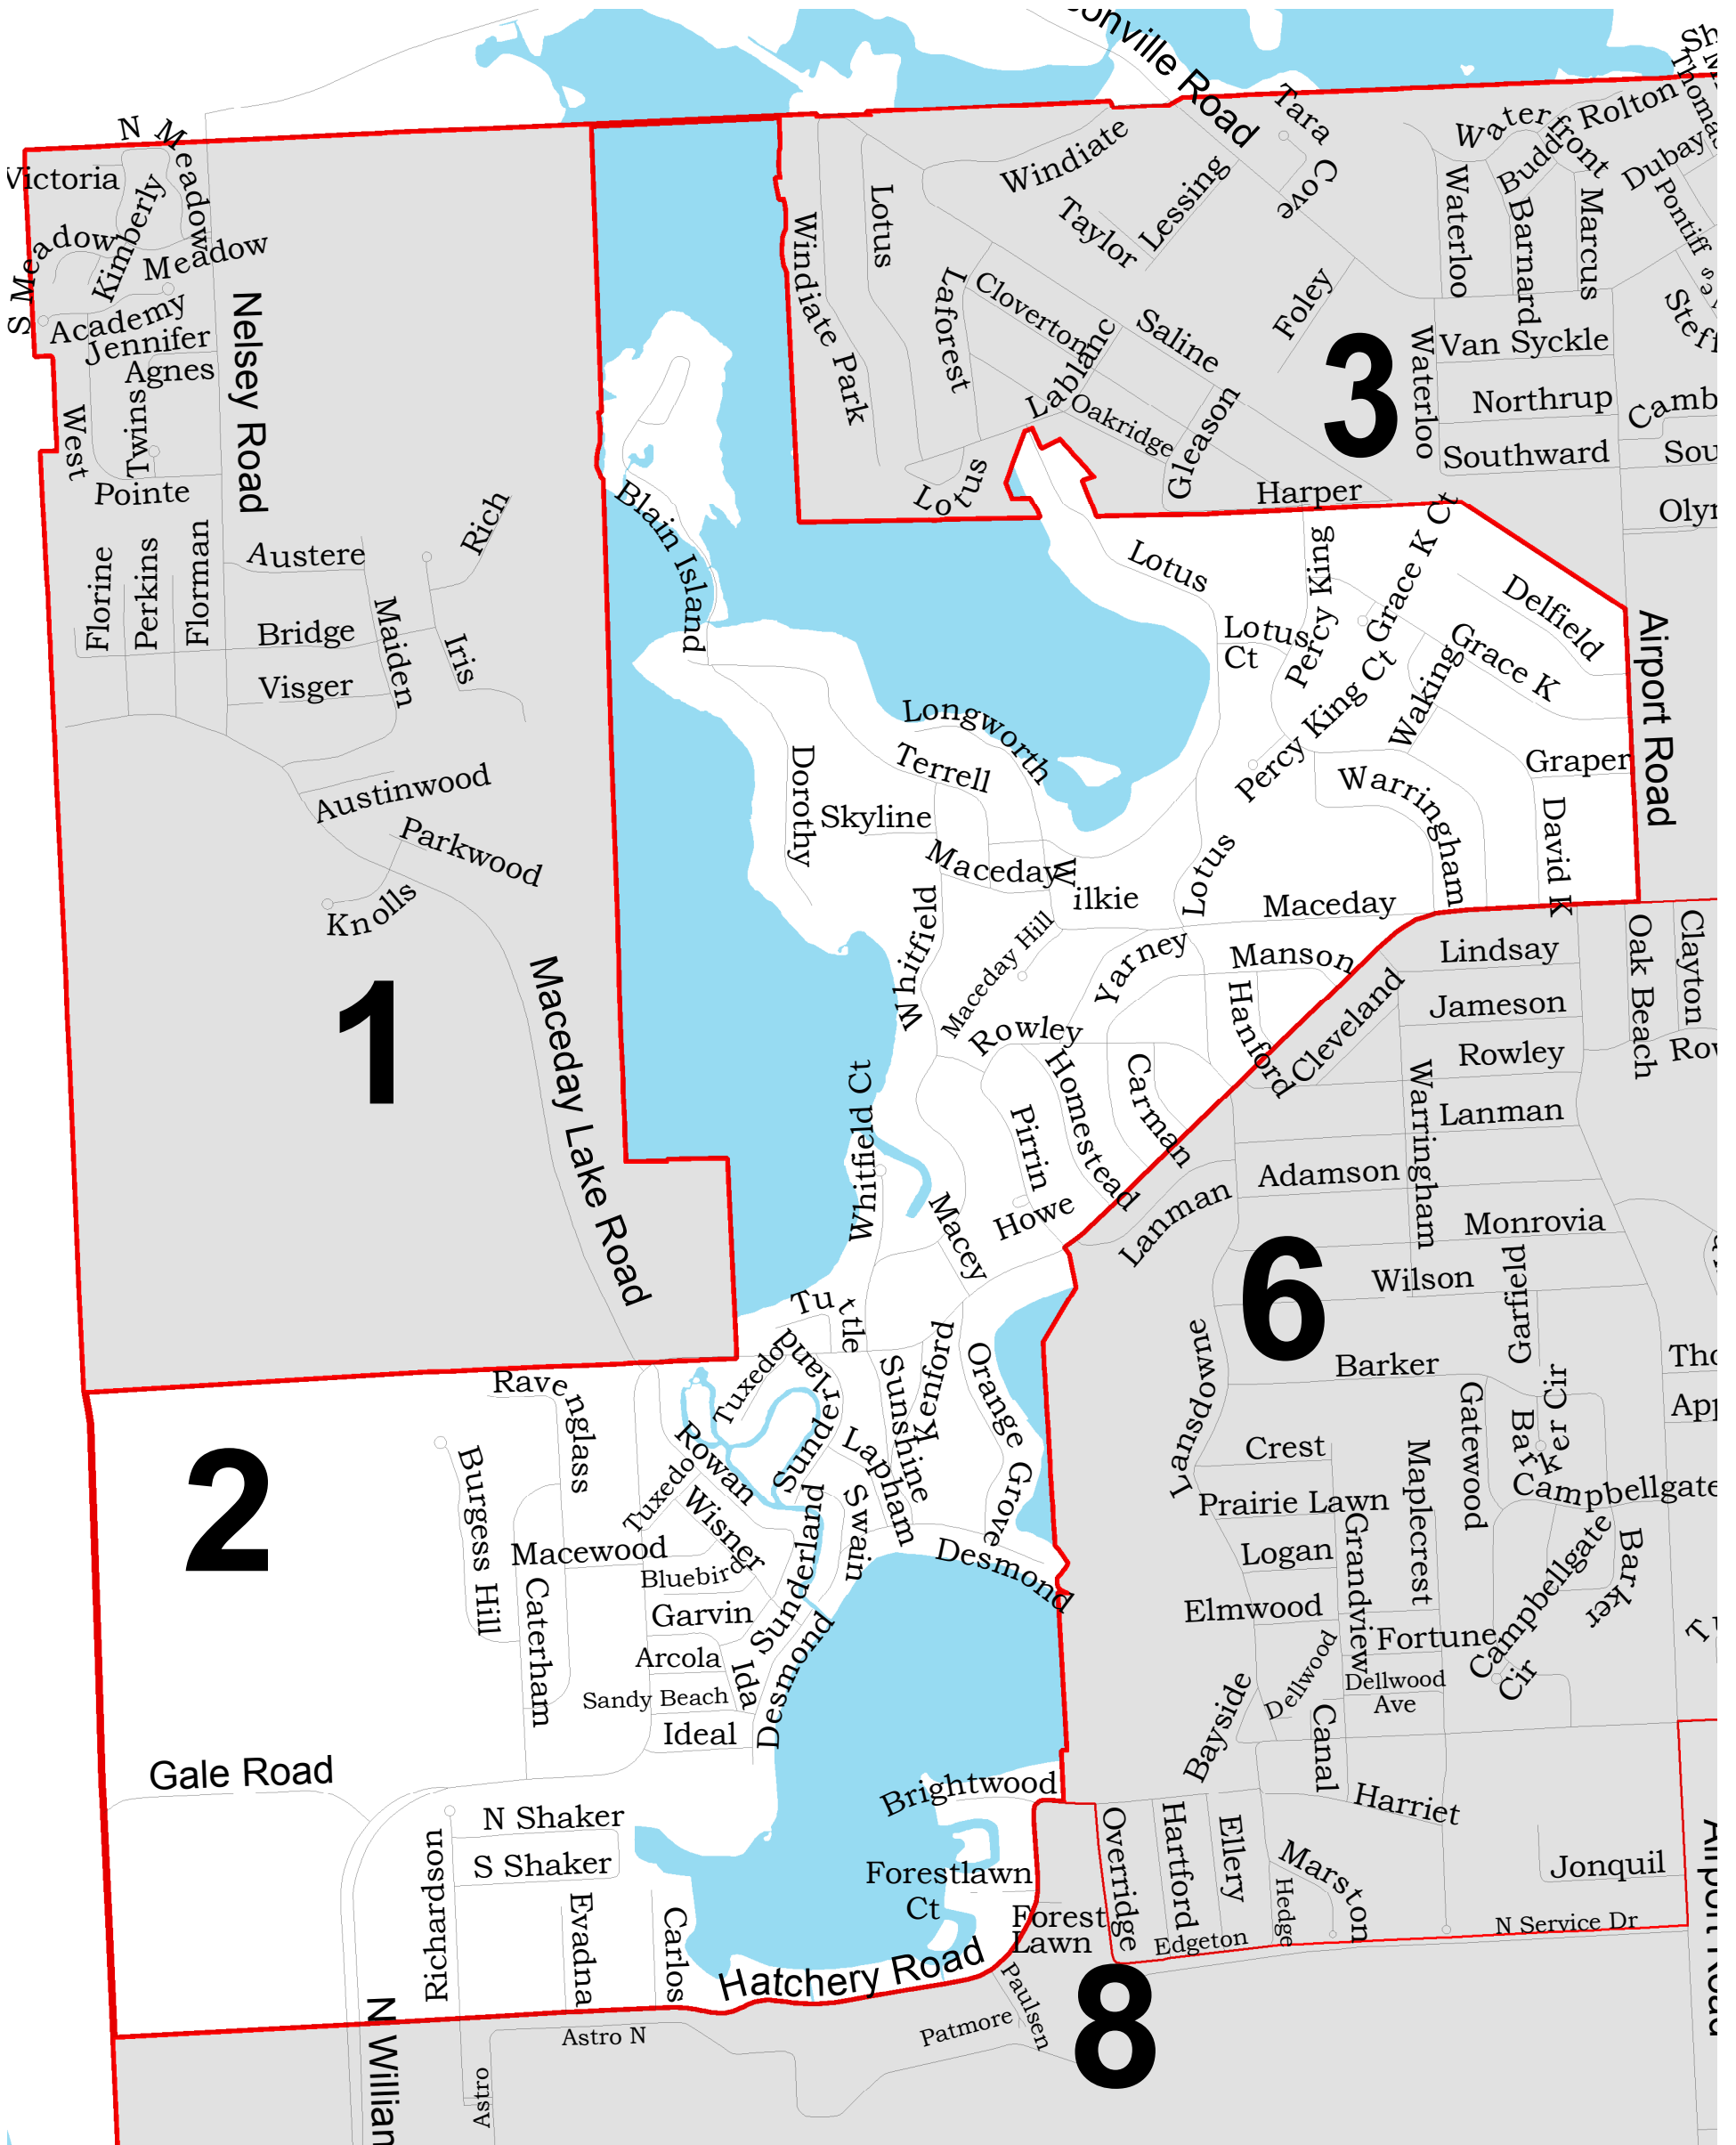 onville Road
N Meadow
Victoria
Kimberly
S Meadow
Meadow
Academy
Jennifer
Agnes
Twins
West
Pointe
Nelsey Road
Rich
Austere
Florine
Perkins
Florman
Bridge
Maiden
Iris
Visger
Austinwood
Parkwood
Knolls
1
Maceday Lake Road
Windiate
Tara Cove
Lessing
Taylor
Lotus
Windiate Park
Laforest
Cloverton
Lablanc
Saline
Foley
Oakridge
Gleason
Harper
Lotus
3
Waterfront
Rolton
Budd
Dubay
Thomas
Pontiff
Waterloo
Barnard
Marcus
Van Syckle
Waterloo
Northrup
Southward
Blain Island
Lotus
Percy King
Grace K Ct
Delfield
Lotus Ct
Grace K
Percy King Ct
Waking
Airport Road
Graper
Warringham
David K
Longworth
Terrell
Dorothy
Skyline
Maceday
Wilkie
Lotus
Maceday
Whitfield
Maceday Hill
Yarney
Manson
Rowley
Hanford
Cleveland
Lindsay
Jameson
Rowley
Oak Beach
Clayton
Homestead
Carman
Pirrin
Warringham
Lanman
Whitfield Ct
Macey
Howe
Lanman
Adamson
Monrovia
Wilson
Garfield
6
Tuttle
Lansdowne
Barker
Barker Cir
Gatewood
Campbellgate
Ravenglass
Tuxedo
Sunderland
Sunshine
Kenford
Orange Grove
2
Burgess Hill
Rowan
Lapham
Crest
Maplecrest
Prairie Lawn
Tuxedo
Wisner
Swain
Macewood
Bluebird
Sunderland
Desmond
Logan
Grandview
Campbellgate Cir
Barker
Caterham
Garvin
Elmwood
Arcola
Ida
Fortune
Sandy Beach
Desmond
Dellwood
Dellwood Ave
Ideal
Bayside
Canal
Gale Road
Brightwood
Harriet
N Shaker
Richardson
S Shaker
Overridge
Hartford
Ellery
Marston
Jonquil
Forestlawn Ct
Evadna
Carlos
Forest Lawn
Hedge
Edgeton
N Service Dr
Hatchery Road
Paulsen
Patmore
8
Astro N
Astro
N William
Airport Road